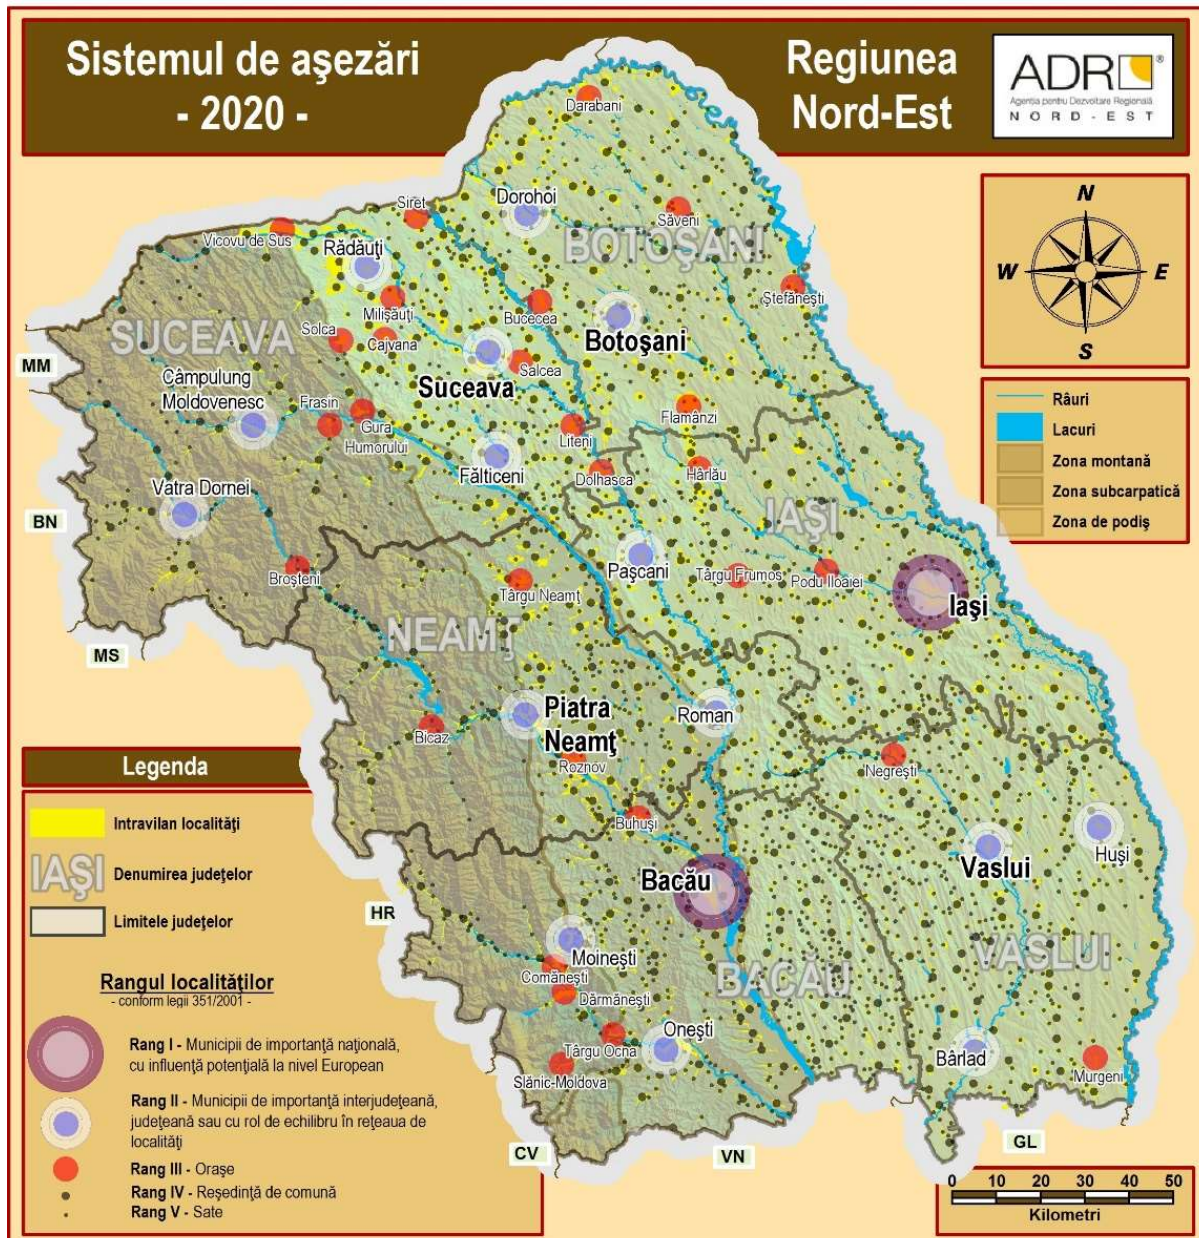 Sistemul de aşezări
- 2020 -
Regiunea
Nord-Est
ADR
Agenţia pentru Dezvoltare Regională
NORD-EST
N
W
E
S
Râuri
Lacuri
Zona montană
Zona subcarpatică
Zona de podiş
Darabani
Siret
Dorohoi
Săveni
BOTOŞANI
Vicovu de Sus
Rădăuţi
Ştefăneşti
Milişăuţi
Bucecea
SUCEAVA
Solca
Cajvana
Botoşani
Salcea
Suceava
MM
Câmpulung
Moldovenesc
Frasin
Gura
Humorului
Flamânzi
Liteni
Fălticeni
Dolhasca
Hârlău
Vatra Dornei
BN
IAŞI
Broşteni
Târgu Neamţ
Paşcani
Târgu Frumos
Podu Iloaiei
Iaşi
NEAMŢ
MS
Piatra
Neamţ
Roman
Bicaz
Roznov
Negreşti
Buhuşi
Vaslui
Huşi
Bacău
HR
Moineşti
BACĂU
VASLUI
Comăneşti
Dărmăneşti
Târgu Ocna
Oneşti
Slănic-Moldova
Bârlad
Murgeni
CV
VN
GL
Legenda
Intravilan localităţi
IAŞI
Denumirea judeţelor
Limitele judeţelor
Rangul localităţilor
- conform legii 351/2001 -
Rang I - Municipii de importanţă naţională,
cu influenţă potenţială la nivel European
Rang II - Municipii de importanţă interjudeţeană,
judeţeană sau cu rol de echilibru în reţeaua de
localităţi
Rang III - Oraşe
Rang IV - Reşedinţă de comună
Rang V - Sate
0 10 20 30 40 50
Kilometri